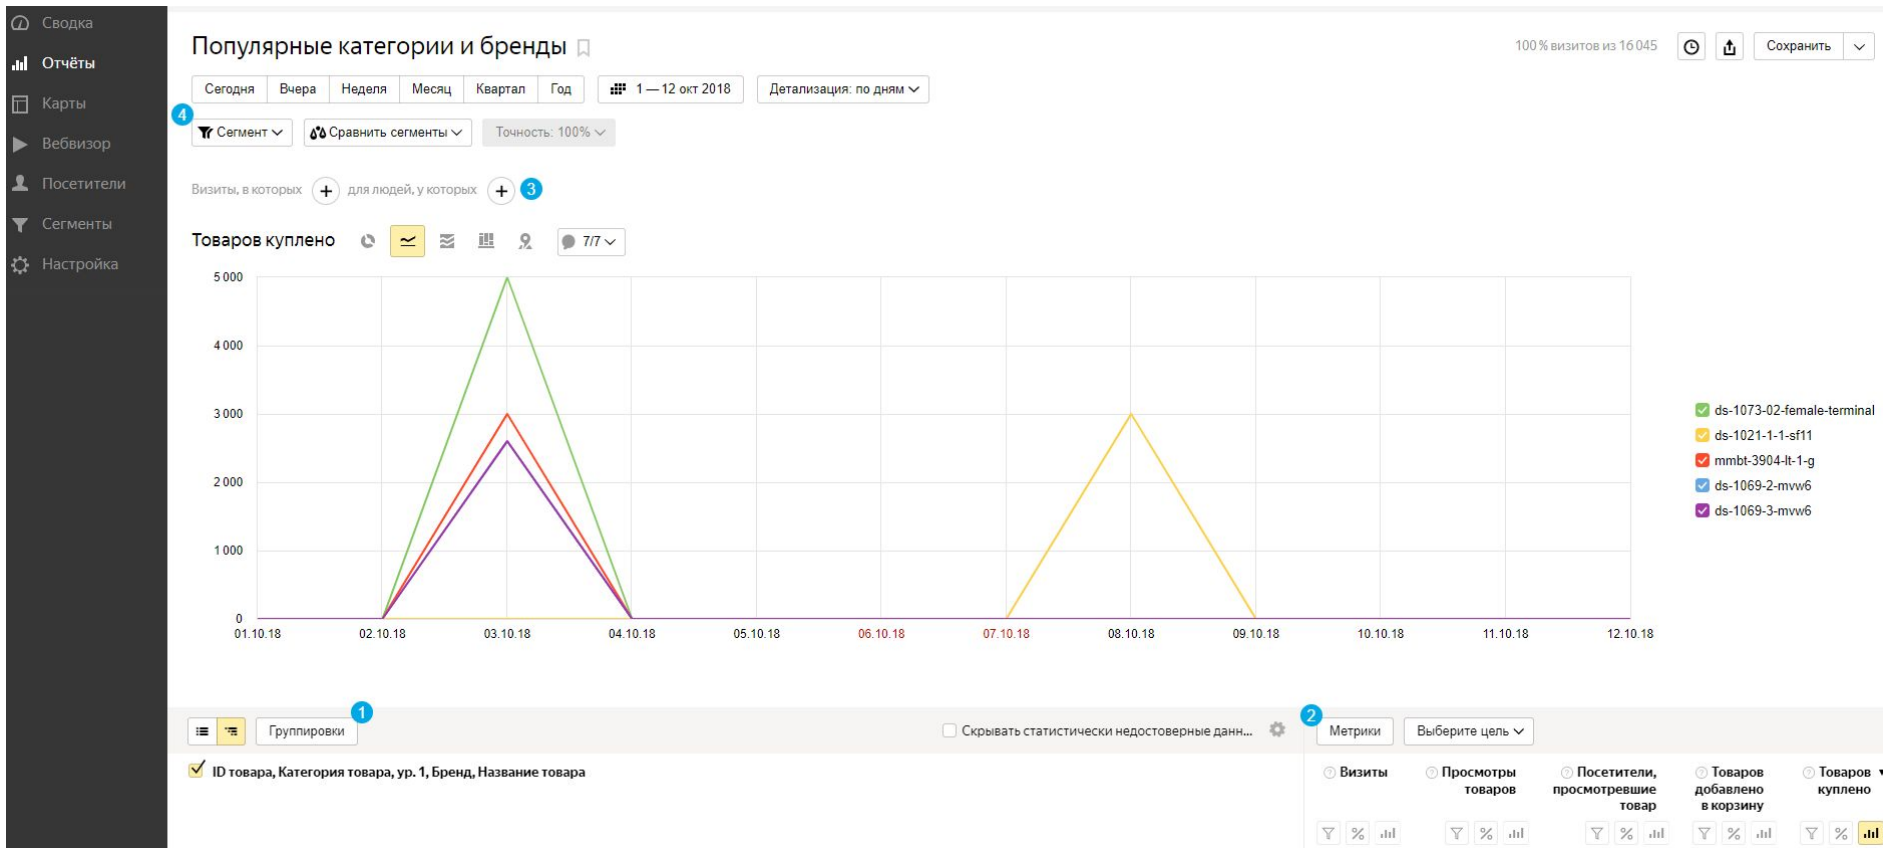 Сводка
Отчёты
Карты
Вебвизор
Посетители
Сегменты
Настройка
Популярные категории и бренды
100 % визитов из 16 045
Сохранить
Сегодня Вчера Неделя Месяц Квартал Год 1 — 12 окт 2018 Детализация: по дням
4
Сегмент Сравнить сегменты Точность: 100%
Визиты, в которых + для людей, у которых + 3
Товаров куплено 7/7
5 000
4 000
3 000
2 000
1 000
0
01.10.18 02.10.18 03.10.18 04.10.18 05.10.18 06.10.18 07.10.18 08.10.18 09.10.18 10.10.18 11.10.18 12.10.18
ds-1073-02-female-terminal
ds-1021-1-1-sf11
mmbt-3904-lt-1-g
ds-1069-2-mvw6
ds-1069-3-mvw6
1
2
Группировки Скрывать статистически недостоверные данн... Метрики Выберите цель
ID товара, Категория товара, ур. 1, Бренд, Название товара
Визиты
Просмотры
товаров
Посетители,
просмотревшие
товар
Товаров
добавлено
в корзину
Товаров
куплено